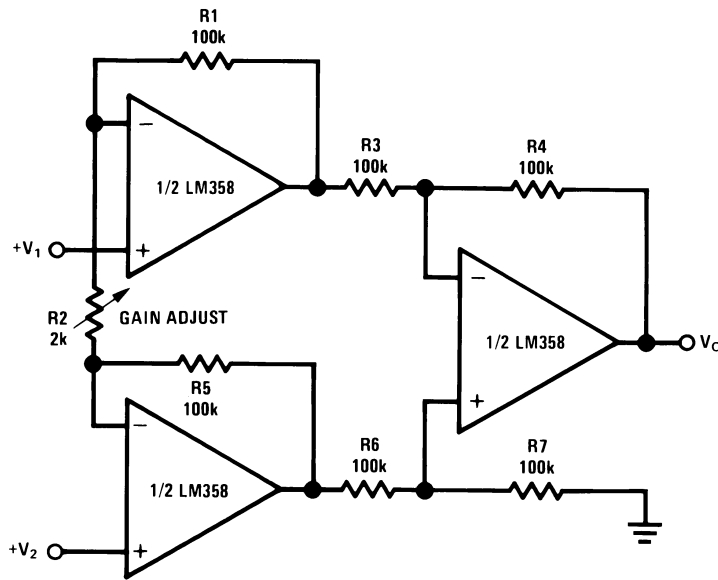 R1
100k
−
1/2 LM358
+V1
+
R3
100k
R4
100k
R2
2k
GAIN ADJUST
−
1/2 LM358
+
VO
R5
100k
−
1/2 LM358
+V2
+
R6
100k
R7
100k